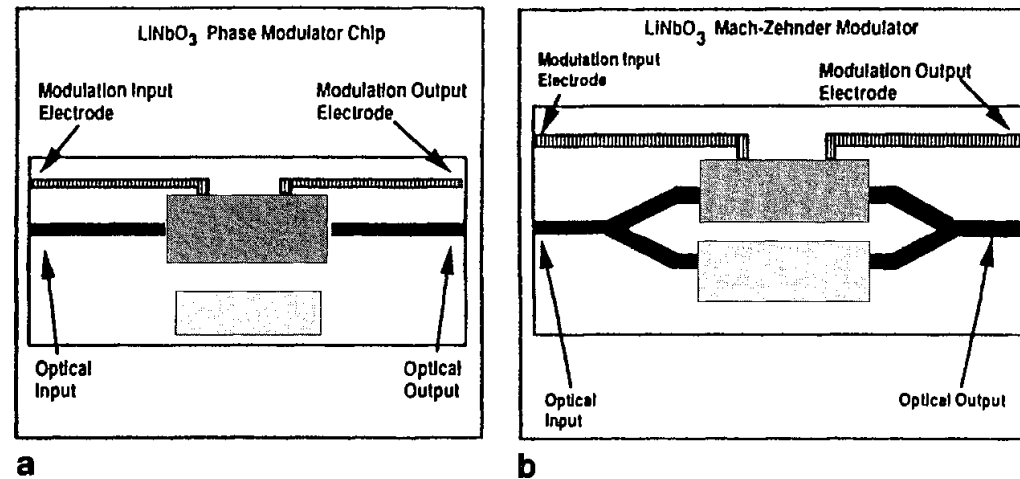 LiNbO3 Phase Modulator Chip
Modulation Input
Electrode
Modulation Output
Electrode
Optical
Input
Optical
Output
a
LiNbO3 Mach-Zehnder Modulator
Modulation Input
Electrode
Modulation Output
Electrode
Optical
Input
Optical Output
b